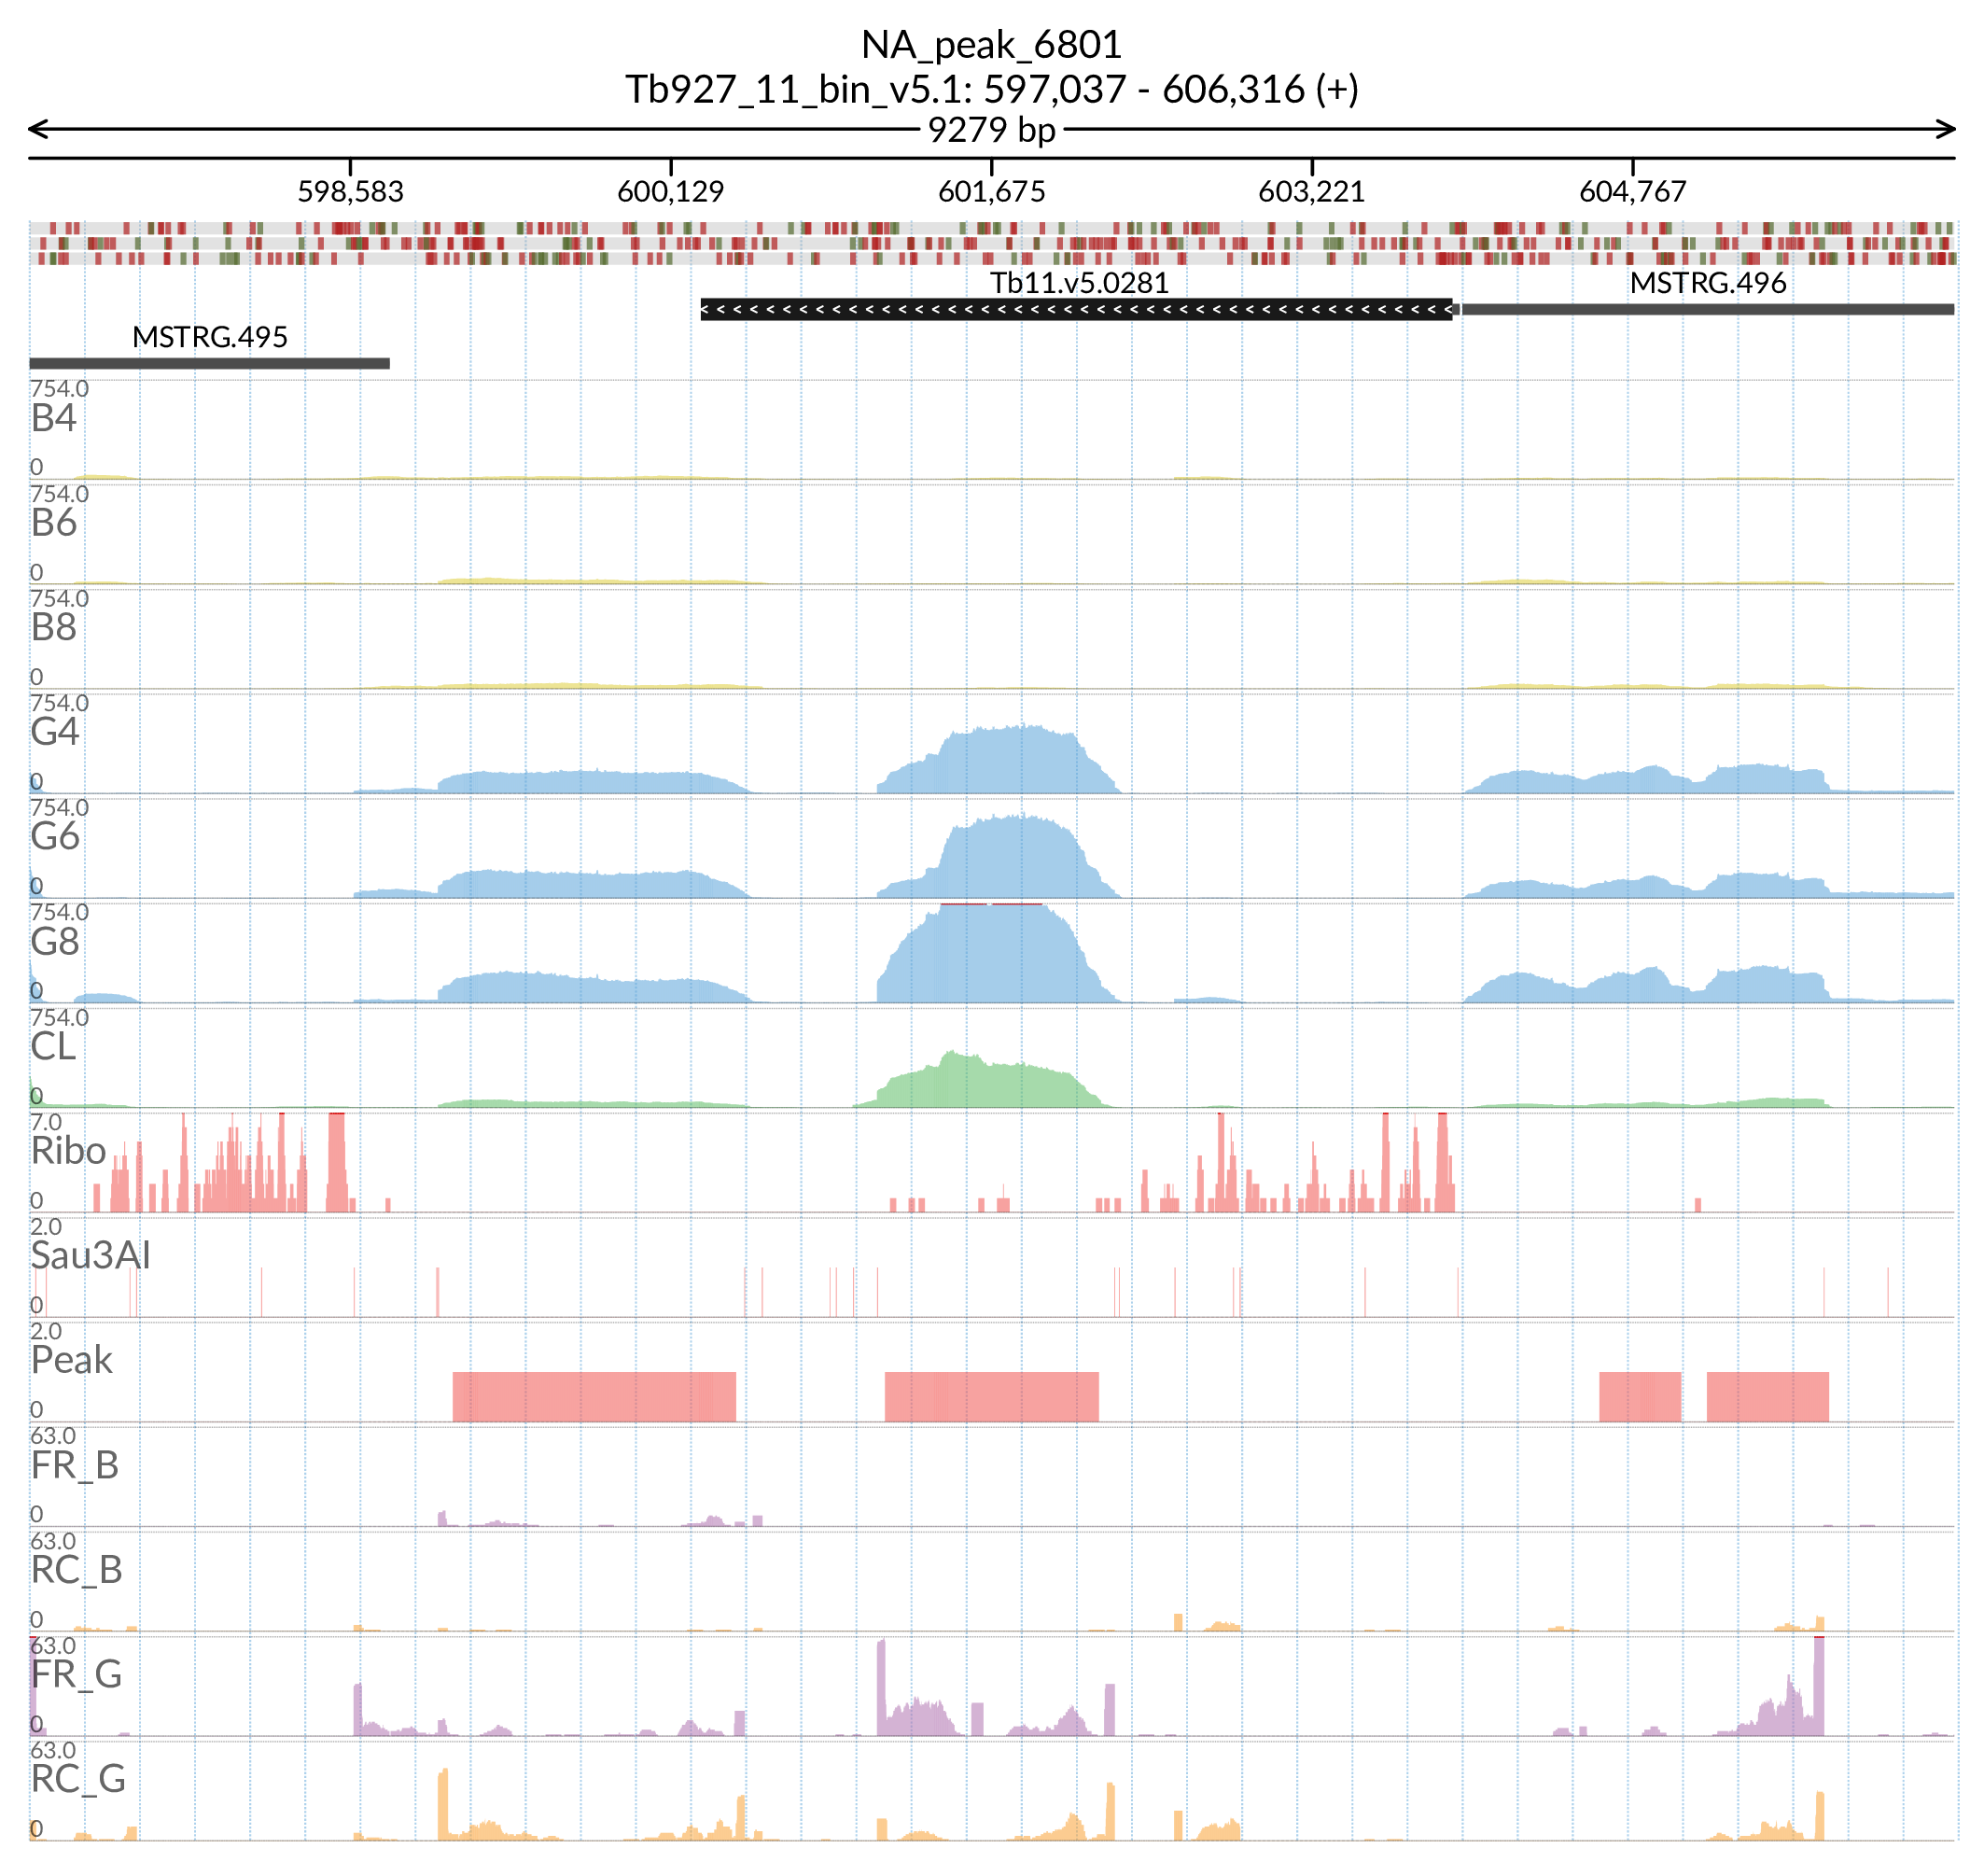 NA_peak_6801
Tb927_11_bin_v5.1: 597,037 - 606,316 (+)
9279 bp
598,583 600,129 601,675 603,221 604,767
Tb11.v5.0281 MSTRG.496
MSTRG.495
754.0
B4
0
754.0
B6
0
754.0
B8
0
754.0
G4
0
754.0
G6
0
754.0
G8
0
754.0
CL
0
7.0
Ribo
0
2.0
Sau3AI
0
2.0
Peak
0
63.0
FR_B
0
63.0
RC_B
0
63.0
FR_G
0
63.0
RC_G
0